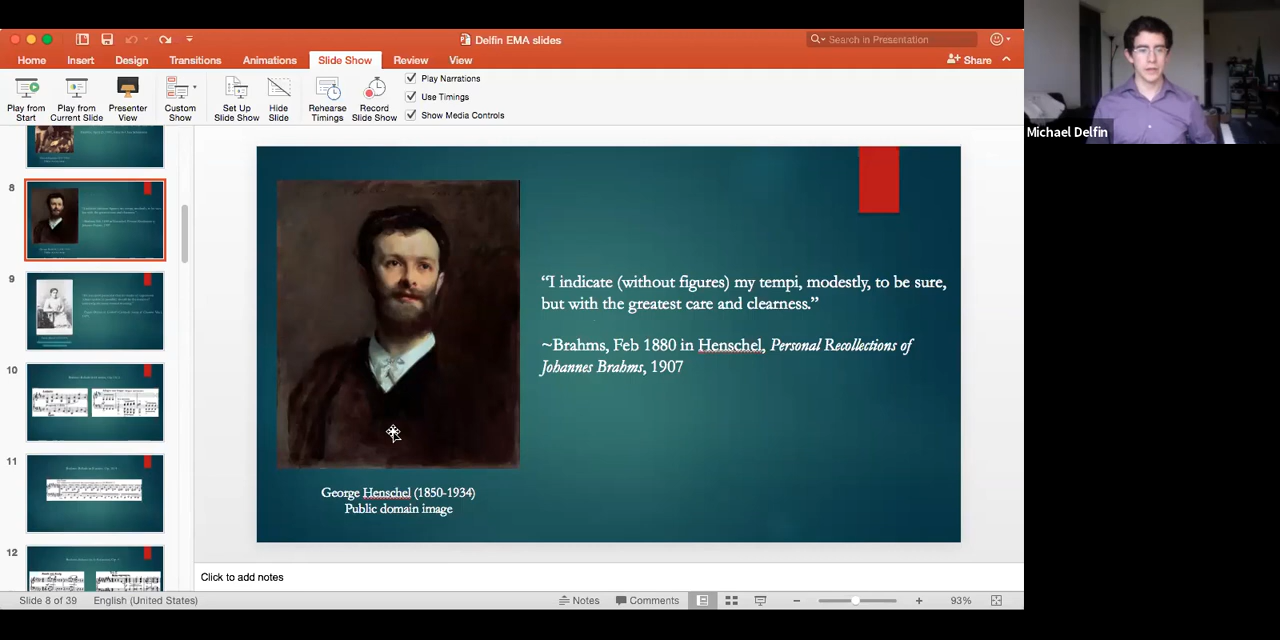 Delfin EMA slides
Search in Presentation
Home Insert Design Transitions Animations Slide Show Review View
Share
Play from Start
Play from Current Slide
Presenter View
Custom Show
Set Up Slide Show
Hide Slide
Rehearse Timings
Record Slide Show
Play Narrations
Use Timings
Show Media Controls
Michael Delfin
8
9
10
11
12
“I indicate (without figures) my tempi, modestly, to be sure,
but with the greatest care and clearness.”
~Brahms, Feb 1880 in Henschel, Personal Recollections of
Johannes Brahms, 1907
George Henschel (1850-1934)
Public domain image
Click to add notes
Slide 8 of 39 English (United States)
Notes Comments 93%